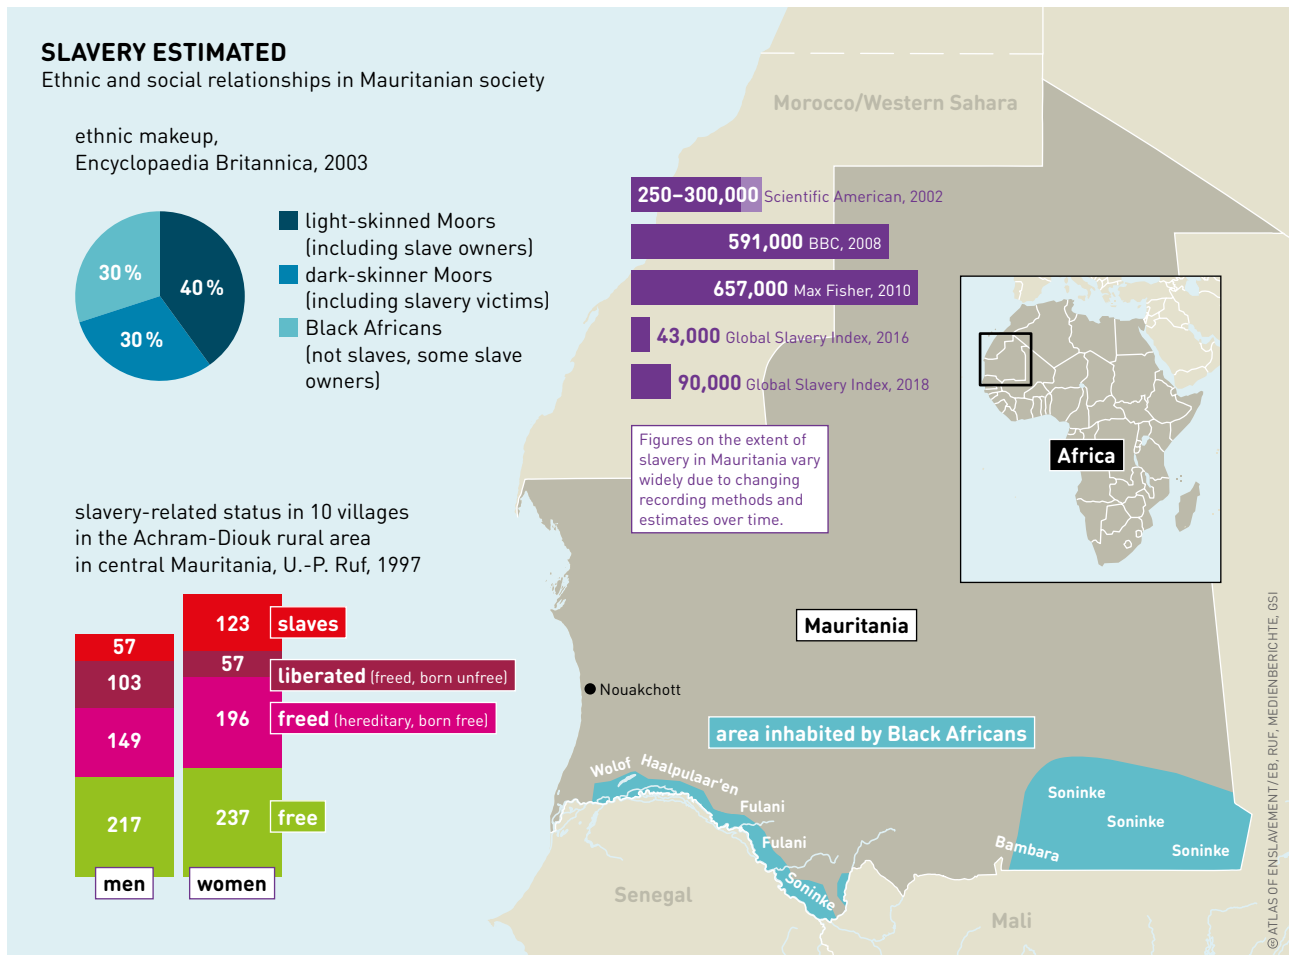 SLAVERY ESTIMATED
Ethnic and social relationships in Mauritanian society
ethnic makeup,
Encyclopaedia Britannica, 2003
40 %
30 %
30 %
light-skinned Moors
(including slave owners)
dark-skinner Moors
(including slavery victims)
Black Africans
(not slaves, some slave
owners)
Morocco/Western Sahara
250–300,000 Scientific American, 2002
591,000 BBC, 2008
657,000 Max Fisher, 2010
43,000 Global Slavery Index, 2016
90,000 Global Slavery Index, 2018
Figures on the extent of
slavery in Mauritania vary
widely due to changing
recording methods and
estimates over time.
Africa
slavery-related status in 10 villages
in the Achram-Diouk rural area
in central Mauritania, U.-P. Ruf, 1997
57
103
149
217
men
123
57
196
237
women
slaves
liberated (freed, born unfree)
freed (hereditary, born free)
free
Mauritania
Nouakchott
area inhabited by Black Africans
Wolof
Haalpulaar'en
Fulani
Fulani
Soninke
Bambara
Soninke
Soninke
Soninke
Senegal
Mali
cc ATLAS OF ENSLAVEMENT/EB, RUF, MEDIENBERICHTE, GSI